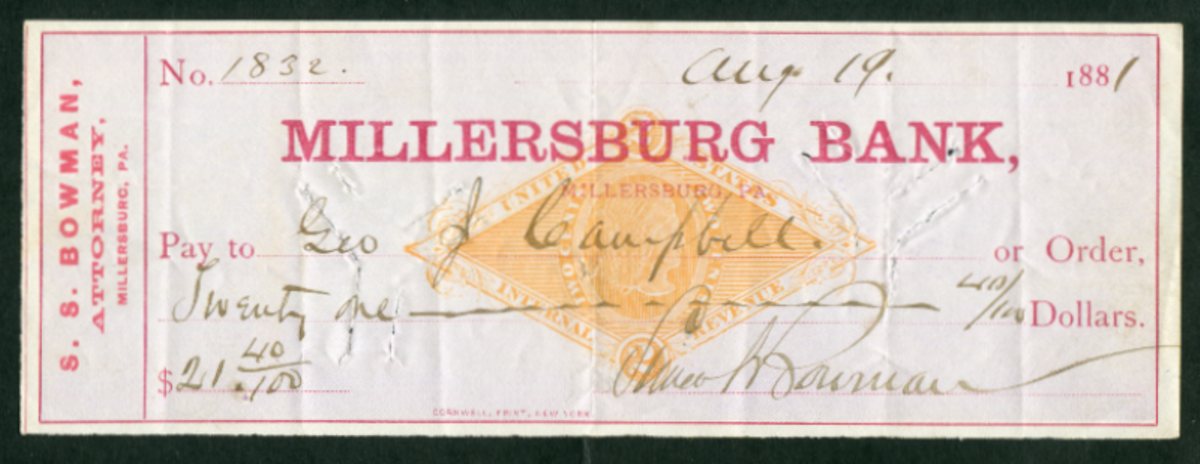 S. S. BOWMAN,
ATTORNEY,
MILLERSBURG, PA.
No. 1832. Aug 19. 1881
MILLERSBURG BANK,
MILLERSBURG PA.
UNITED STATES
INTERNAL REVENUE
Pay to Geo J Campbell. or Order,
Twenty one 40/100 Dollars.
$21.40/100
Bowman
CORNWELL, PRINT, NEW YORK